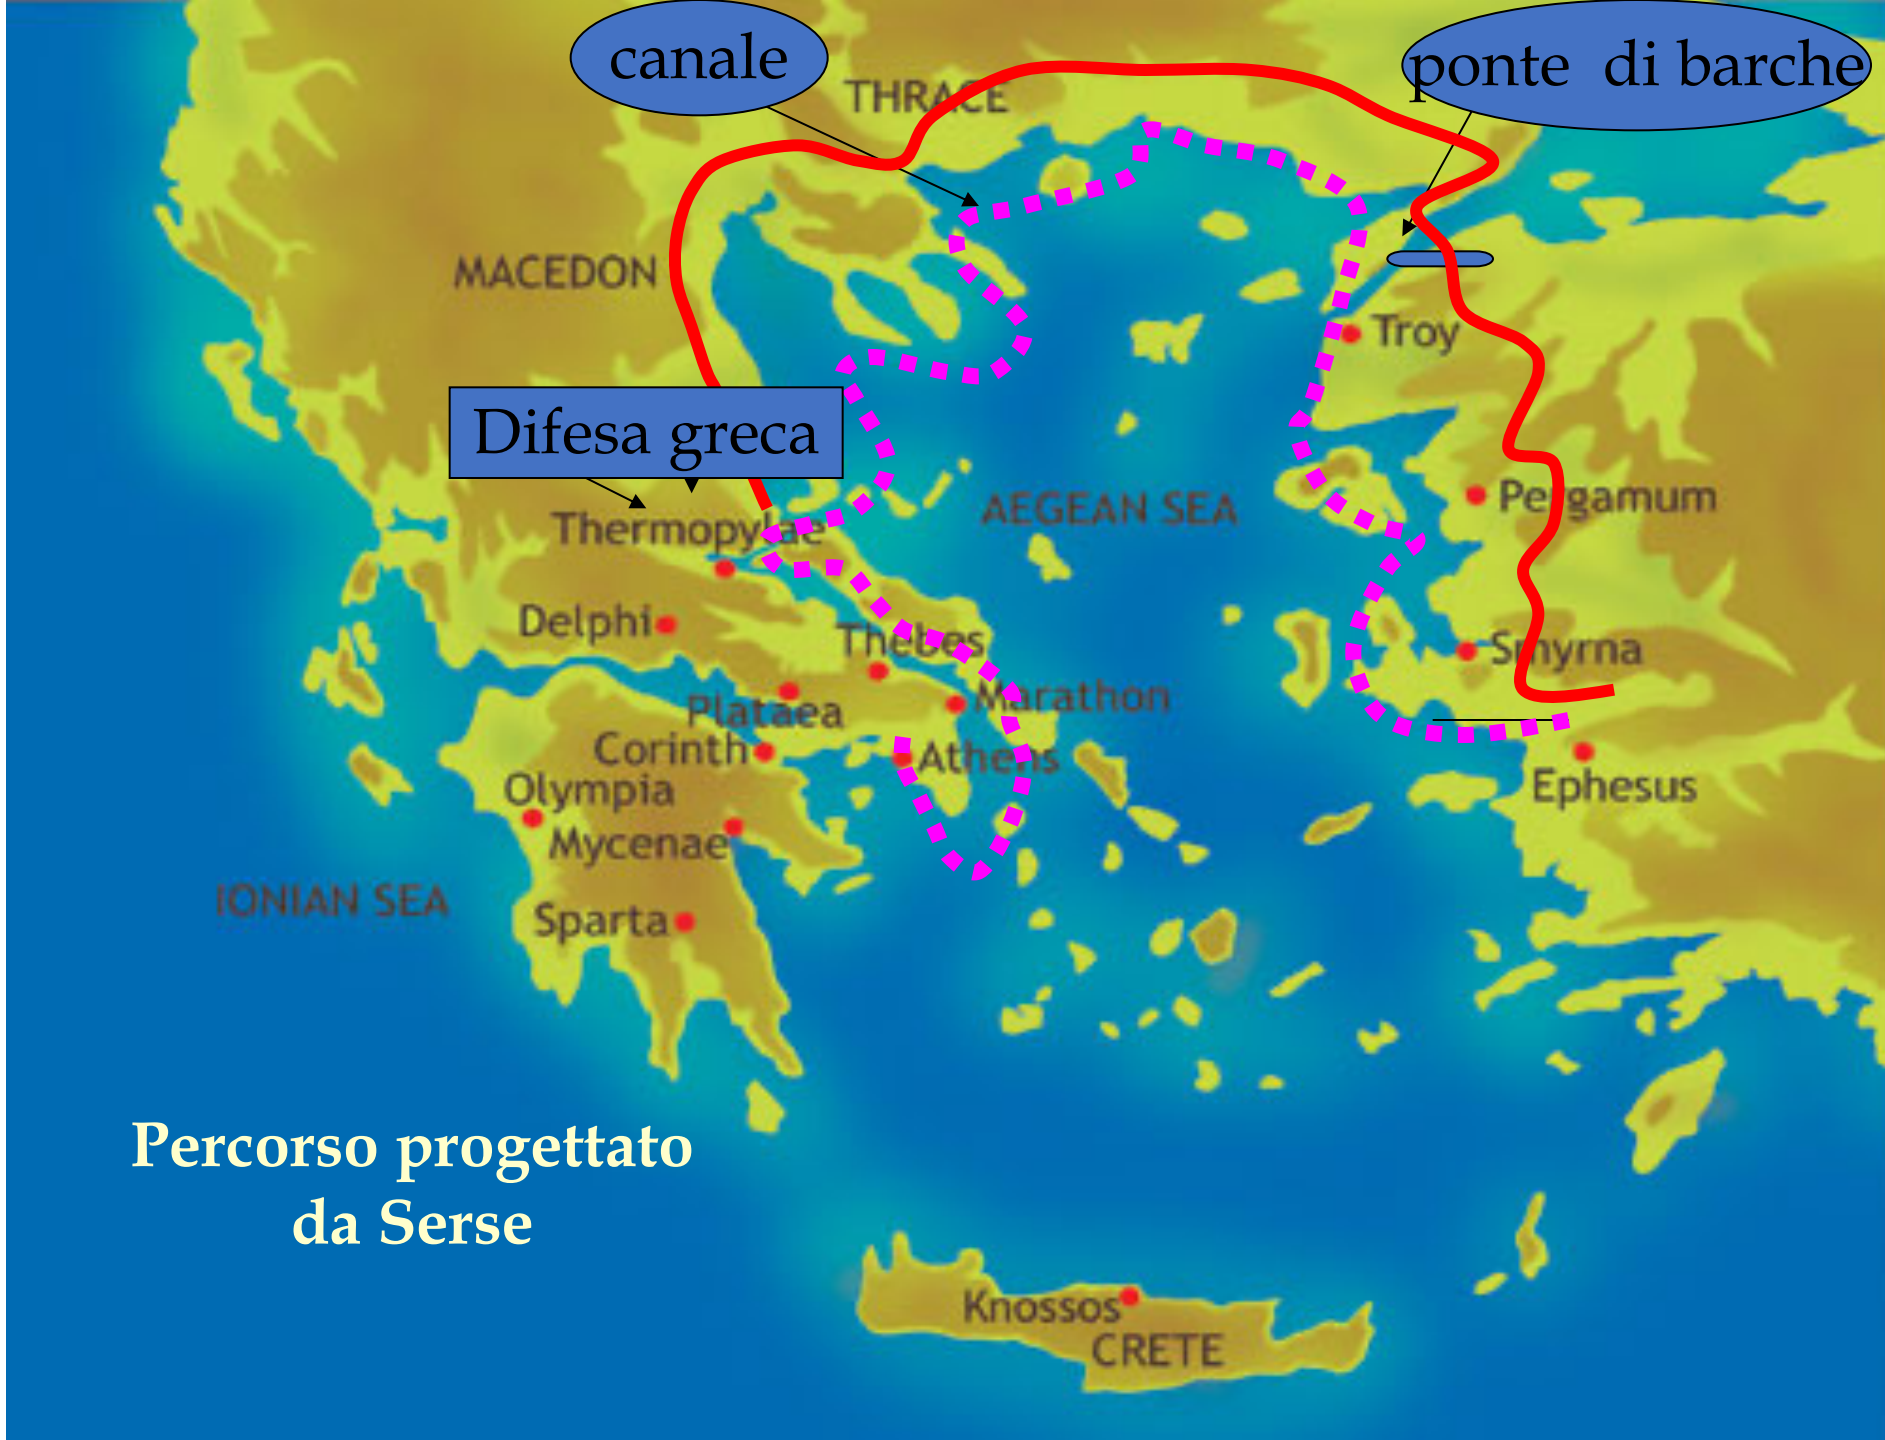 canale
ponte di barche
THRACE
MACEDON
Troy
Difesa greca
Pergamum
AEGEAN SEA
Thermopylae
Delphi
Thebes
Smyrna
Marathon
Plataea
Corinth
Athens
Ephesus
Olympia
Mycenae
IONIAN SEA
Sparta
Percorso progettato
da Serse
Knossos
CRETE